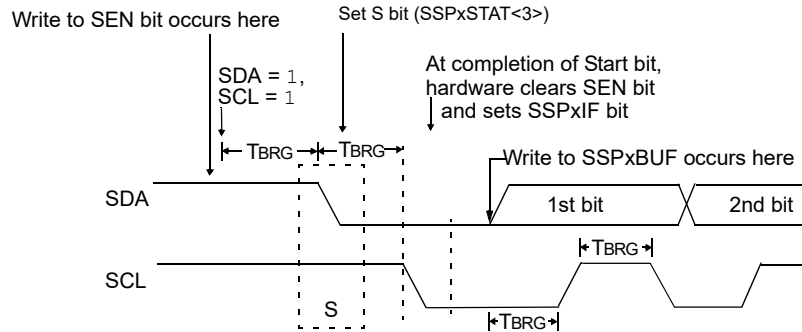 Write to SEN bit occurs here
Set S bit (SSPxSTAT<3>)
SDA = 1,
SCL = 1
At completion of Start bit,
hardware clears SEN bit
and sets SSPxIF bit
TBRG
TBRG
Write to SSPxBUF occurs here
SDA
1st bit
2nd bit
TBRG
SCL
S
TBRG